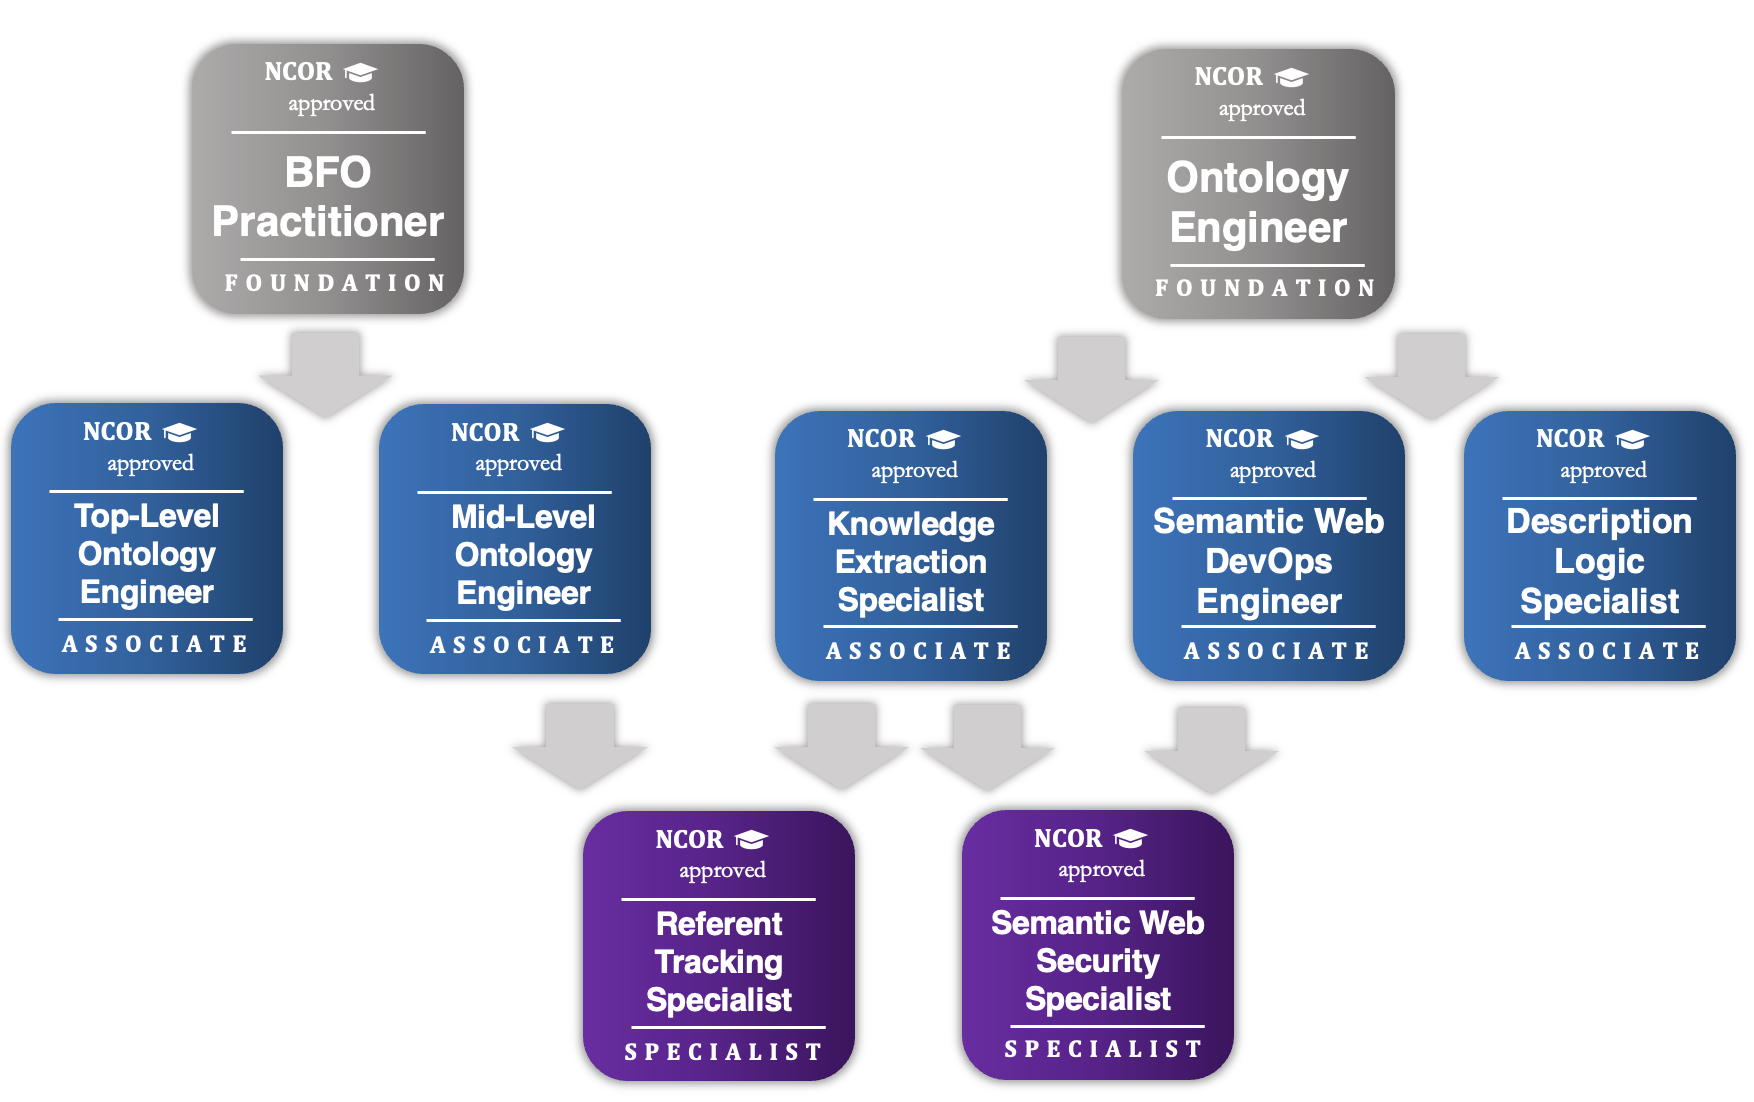 NCOR
approved
BFO
Practitioner
FOUNDATION
NCOR
approved
Ontology
Engineer
FOUNDATION
NCOR
approved
Top-Level
Ontology
Engineer
ASSOCIATE
NCOR
approved
Mid-Level
Ontology
Engineer
ASSOCIATE
NCOR
approved
Knowledge
Extraction
Specialist
ASSOCIATE
NCOR
approved
Semantic Web
DevOps
Engineer
ASSOCIATE
NCOR
approved
Description
Logic
Specialist
ASSOCIATE
NCOR
approved
Referent
Tracking
Specialist
SPECIALIST
NCOR
approved
Semantic Web
Security
Specialist
SPECIALIST